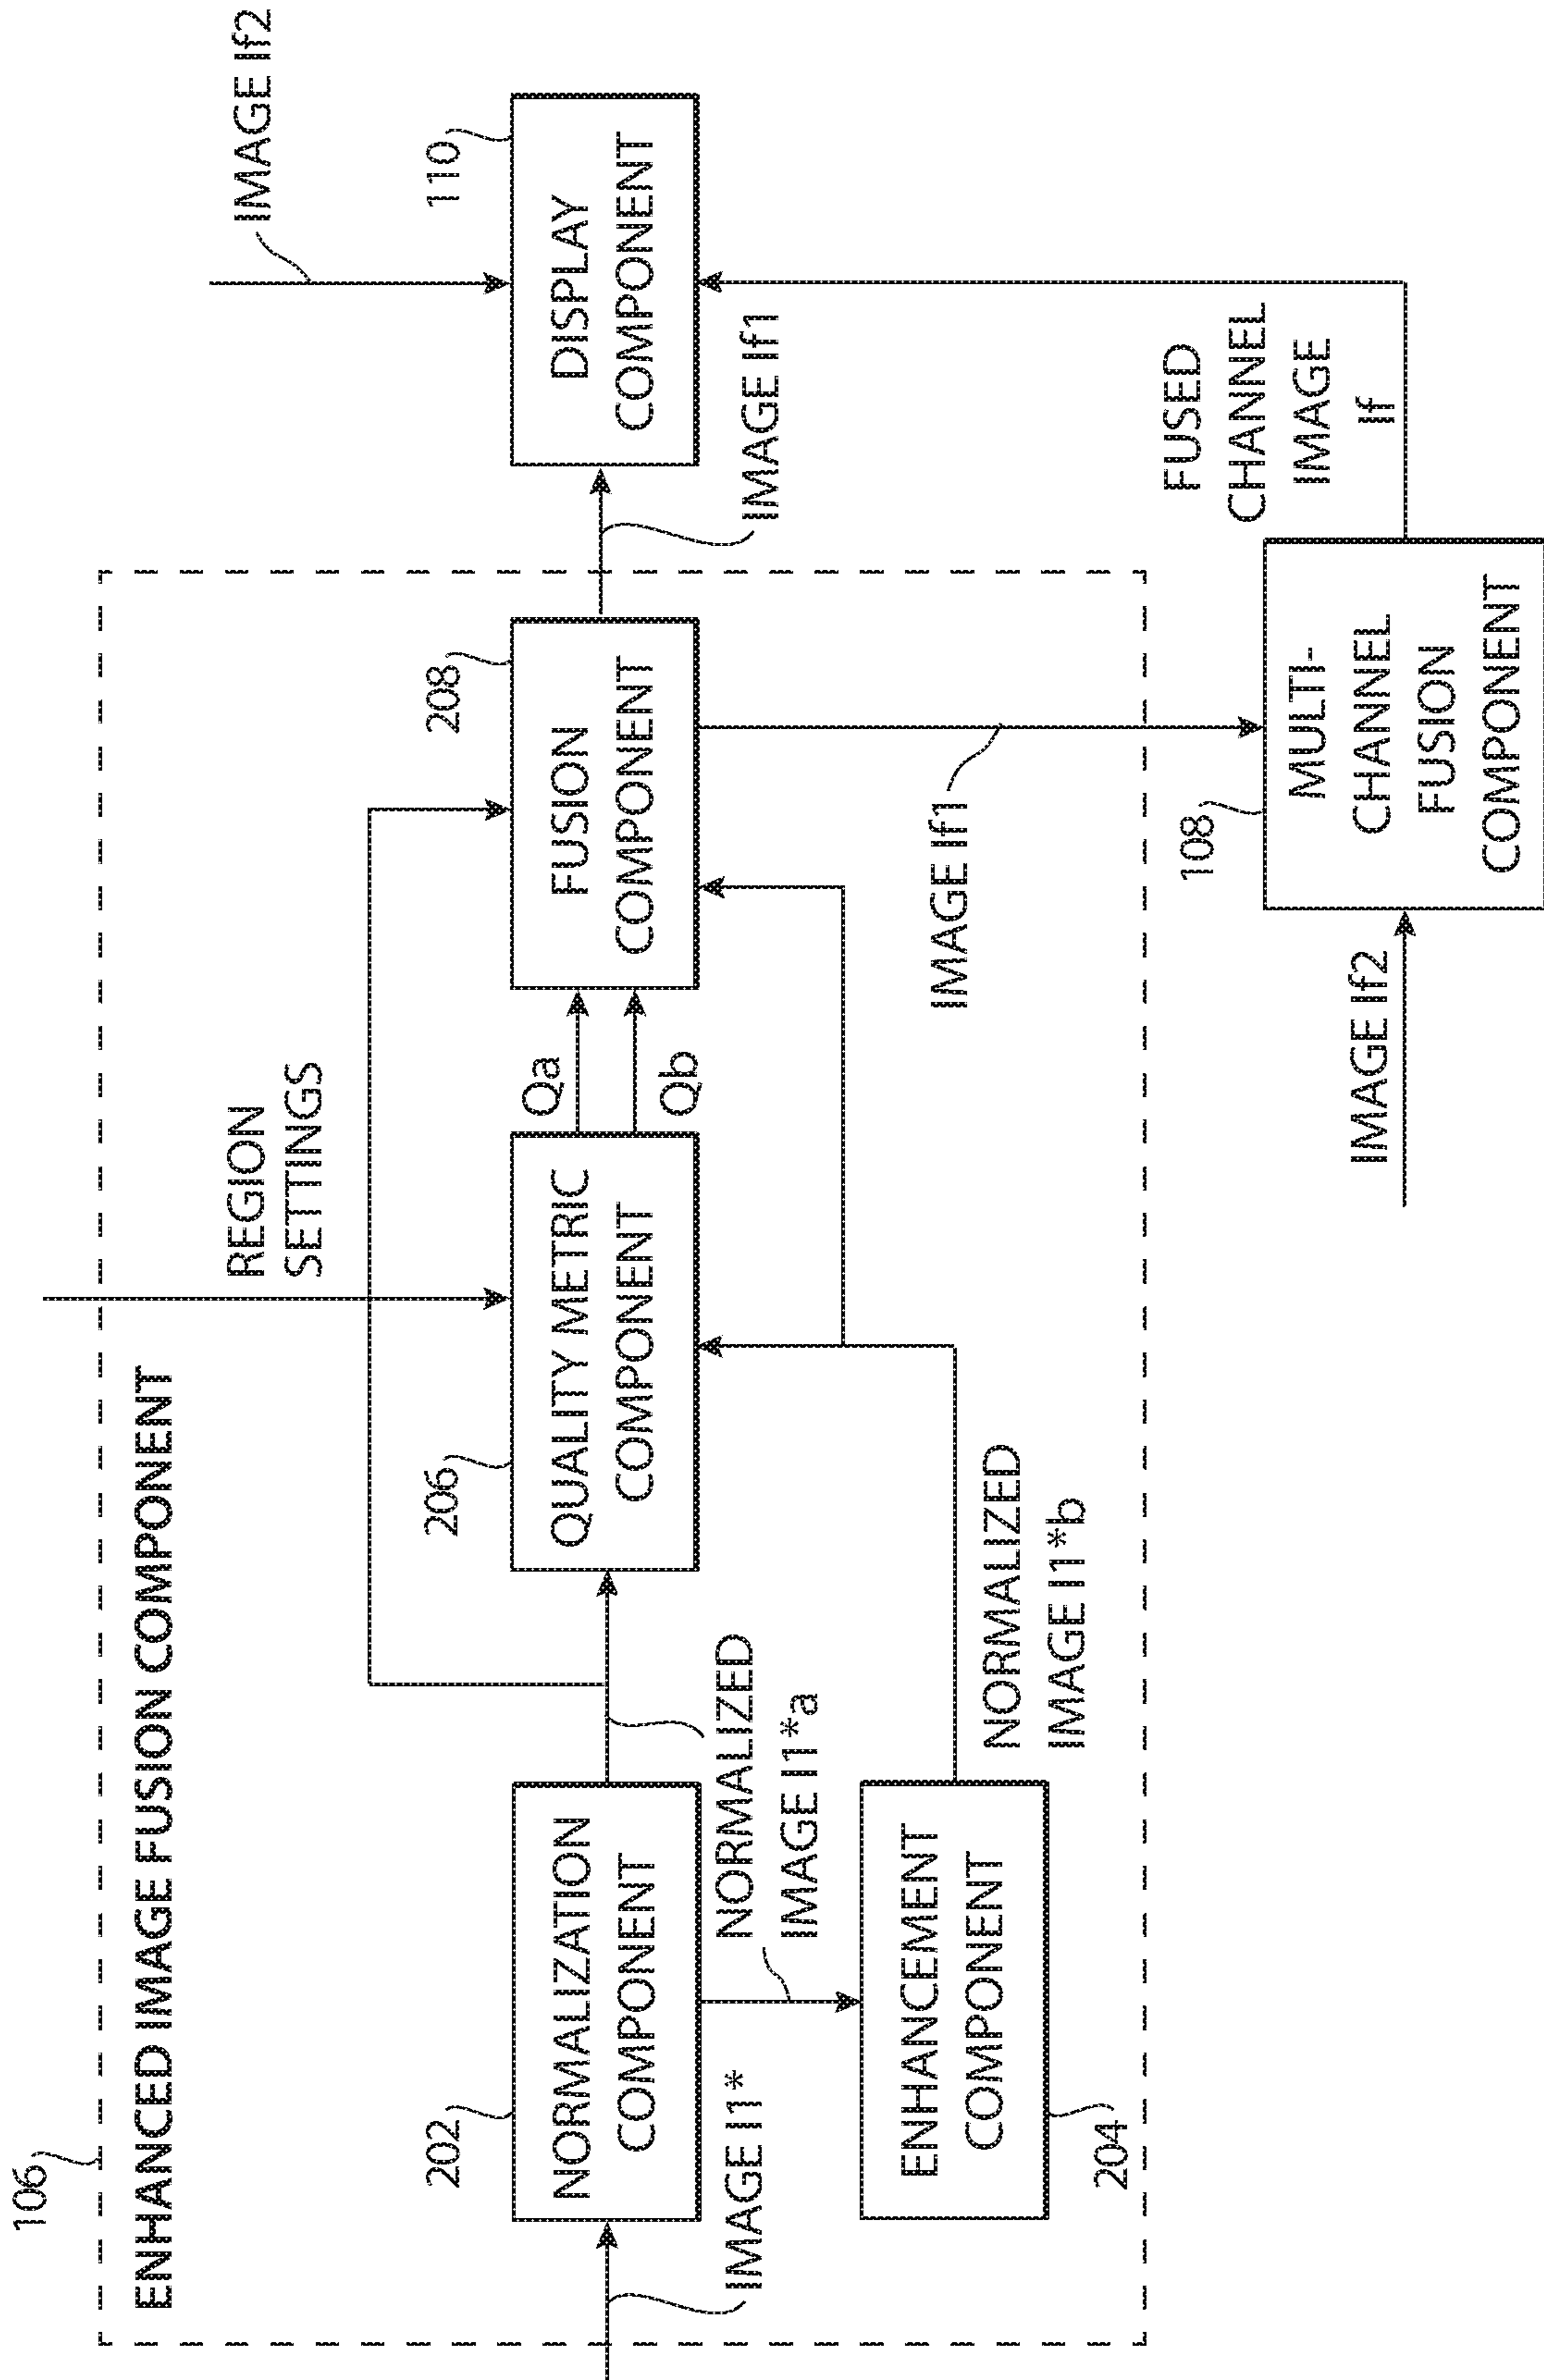 106
ENHANCED IMAGE FUSION COMPONENT
REGION
SETTINGS
IMAGE If2
202
NORMALIZATION
COMPONENT
206
QUALITY METRIC
COMPONENT
Qa
Qb
208
FUSION
COMPONENT
110
DISPLAY
COMPONENT
IMAGE I1*
NORMALIZED
IMAGE I1*a
IMAGE If1
ENHANCEMENT
COMPONENT
204
NORMALIZED
IMAGE I1*b
IMAGE If1
FUSED
CHANNEL
IMAGE
If
108
MULTI-
CHANNEL
FUSION
COMPONENT
IMAGE If2